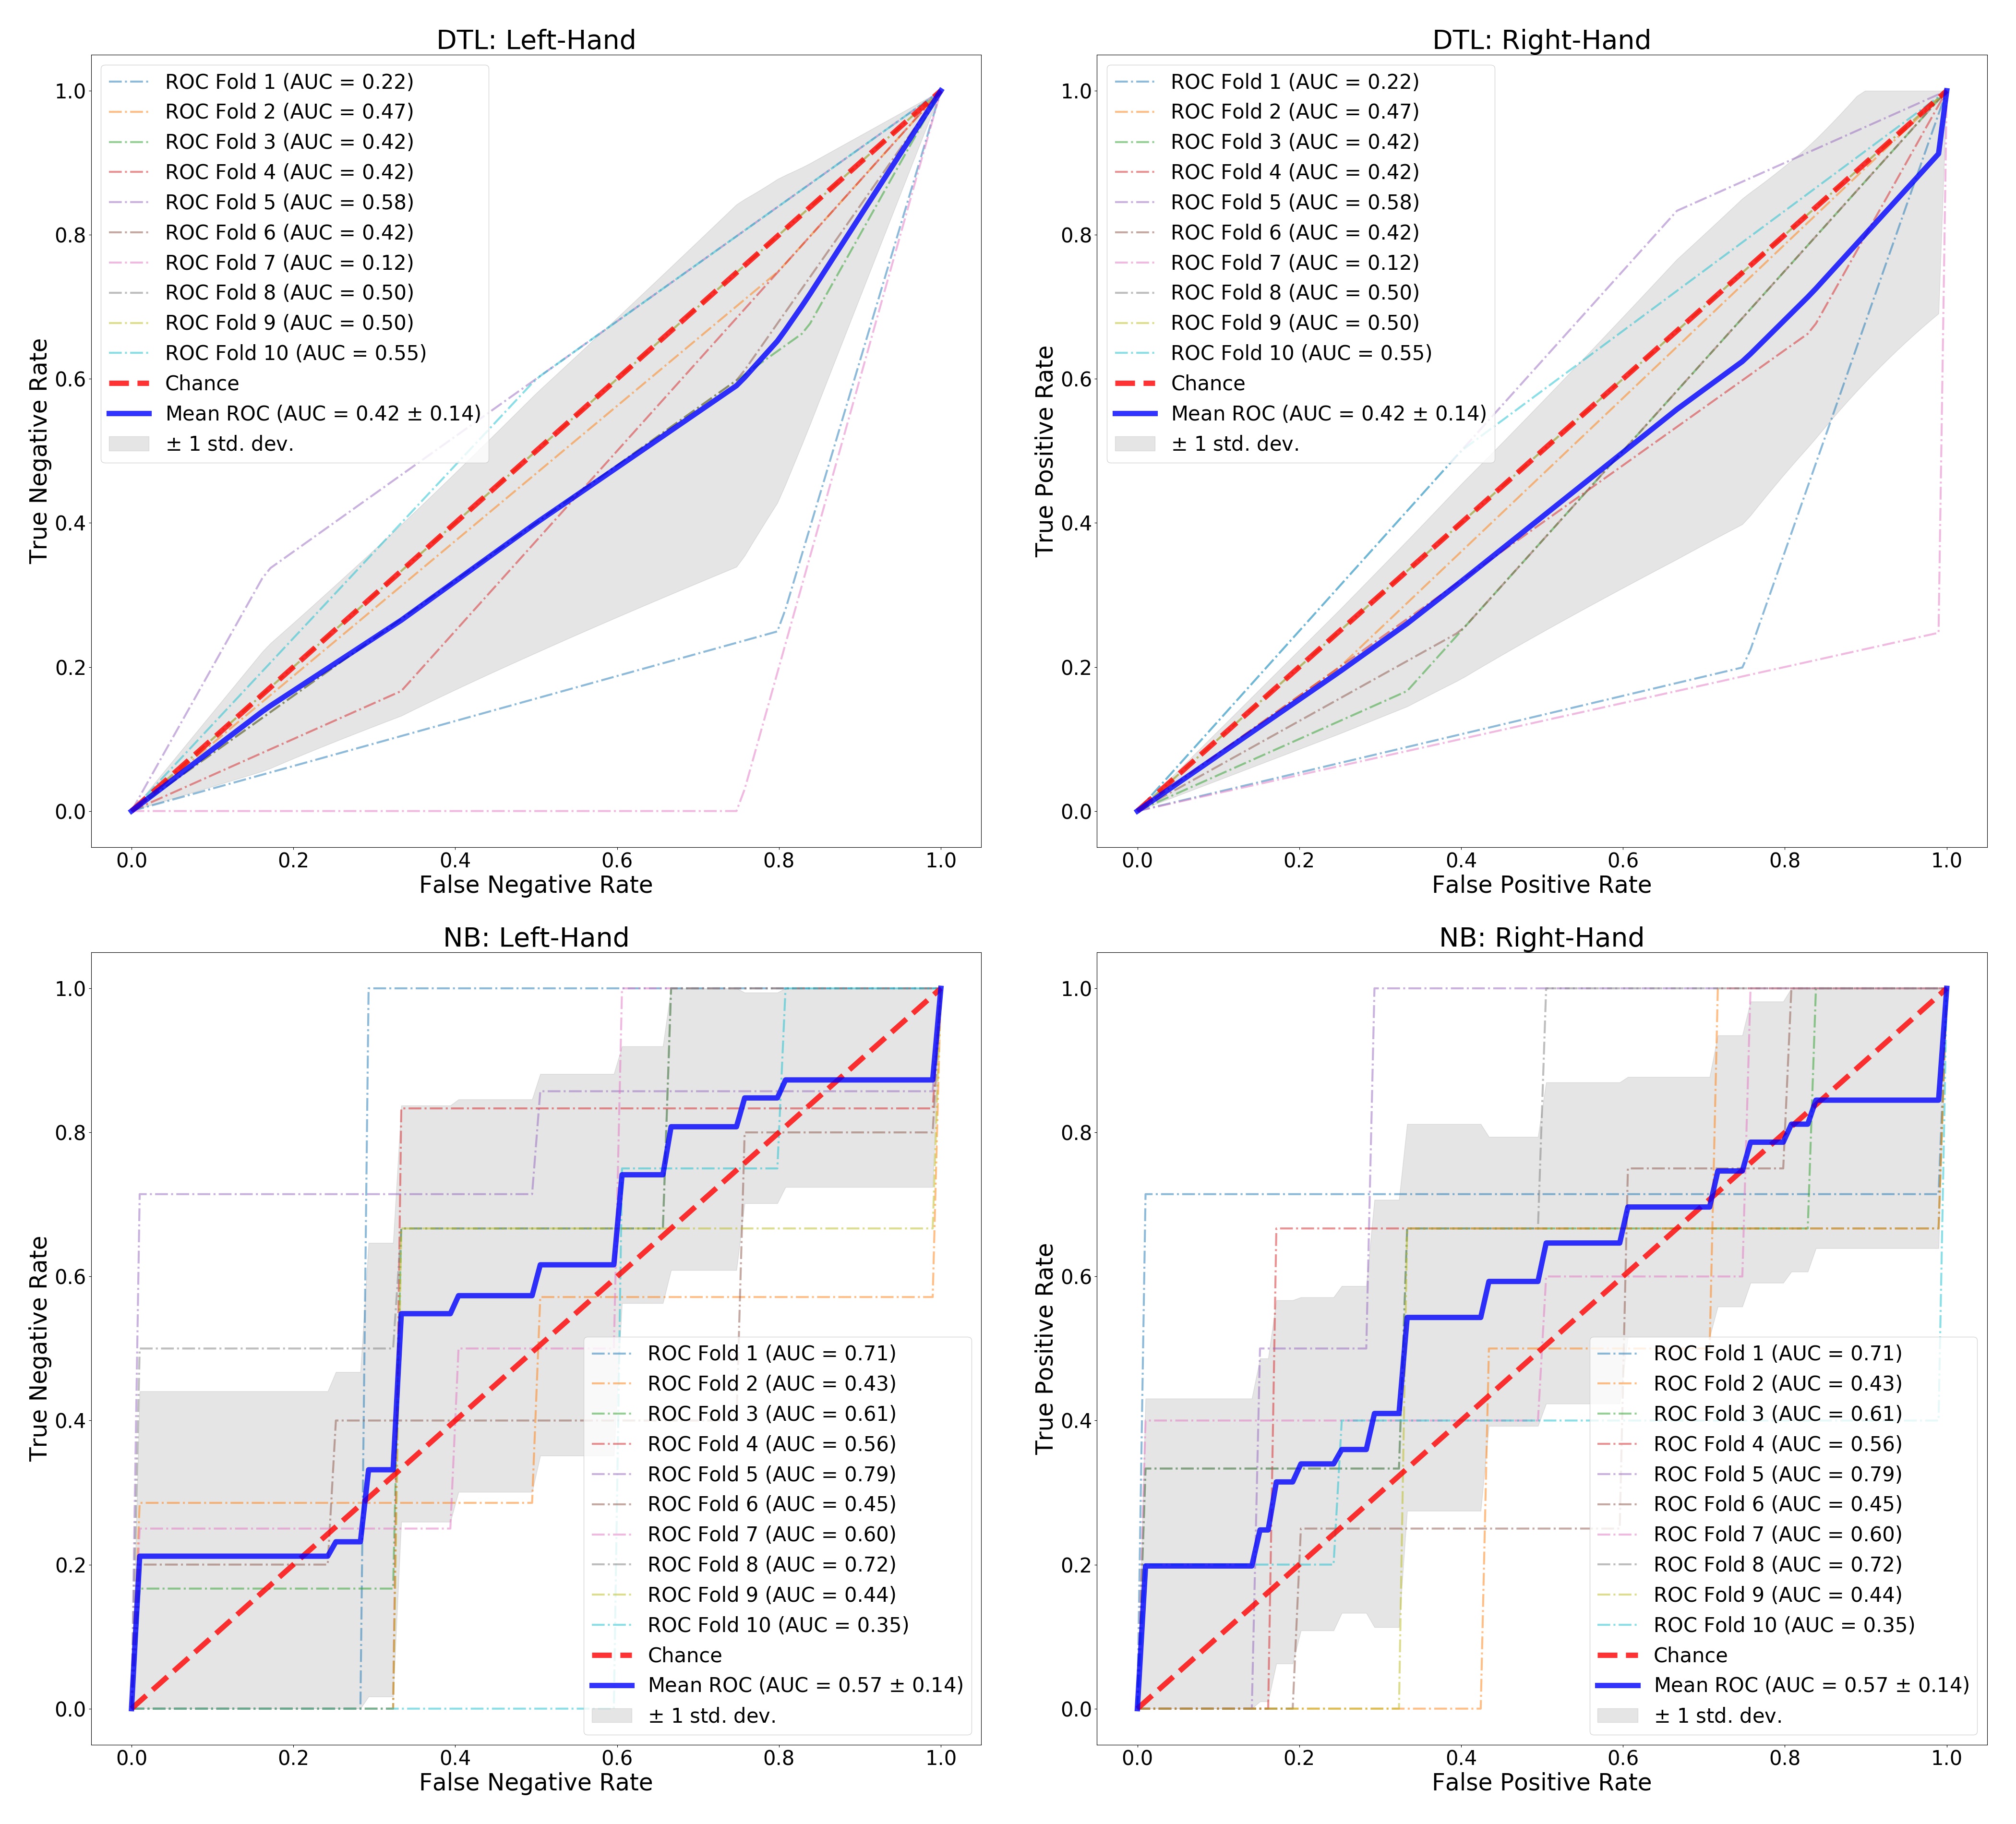 DTL: Left-Hand
ROC Fold 1 (AUC = 0.22)
ROC Fold 2 (AUC = 0.47)
ROC Fold 3 (AUC = 0.42)
ROC Fold 4 (AUC = 0.42)
ROC Fold 5 (AUC = 0.58)
ROC Fold 6 (AUC = 0.42)
ROC Fold 7 (AUC = 0.12)
ROC Fold 8 (AUC = 0.50)
ROC Fold 9 (AUC = 0.50)
ROC Fold 10 (AUC = 0.55)
Chance
Mean ROC (AUC = 0.42 ± 0.14)
± 1 std. dev.
True Negative Rate
1.0
0.8
0.6
0.4
0.2
0.0
0.0 0.2 0.4 0.6 0.8 1.0
False Negative Rate
DTL: Right-Hand
ROC Fold 1 (AUC = 0.22)
ROC Fold 2 (AUC = 0.47)
ROC Fold 3 (AUC = 0.42)
ROC Fold 4 (AUC = 0.42)
ROC Fold 5 (AUC = 0.58)
ROC Fold 6 (AUC = 0.42)
ROC Fold 7 (AUC = 0.12)
ROC Fold 8 (AUC = 0.50)
ROC Fold 9 (AUC = 0.50)
ROC Fold 10 (AUC = 0.55)
Chance
Mean ROC (AUC = 0.42 ± 0.14)
± 1 std. dev.
True Positive Rate
1.0
0.8
0.6
0.4
0.2
0.0
0.0 0.2 0.4 0.6 0.8 1.0
False Positive Rate
NB: Left-Hand
True Negative Rate
1.0
0.8
0.6
0.4
0.2
0.0
ROC Fold 1 (AUC = 0.71)
ROC Fold 2 (AUC = 0.43)
ROC Fold 3 (AUC = 0.61)
ROC Fold 4 (AUC = 0.56)
ROC Fold 5 (AUC = 0.79)
ROC Fold 6 (AUC = 0.45)
ROC Fold 7 (AUC = 0.60)
ROC Fold 8 (AUC = 0.72)
ROC Fold 9 (AUC = 0.44)
ROC Fold 10 (AUC = 0.35)
Chance
Mean ROC (AUC = 0.57 ± 0.14)
± 1 std. dev.
0.0 0.2 0.4 0.6 0.8 1.0
False Negative Rate
NB: Right-Hand
True Positive Rate
1.0
0.8
0.6
0.4
0.2
0.0
ROC Fold 1 (AUC = 0.71)
ROC Fold 2 (AUC = 0.43)
ROC Fold 3 (AUC = 0.61)
ROC Fold 4 (AUC = 0.56)
ROC Fold 5 (AUC = 0.79)
ROC Fold 6 (AUC = 0.45)
ROC Fold 7 (AUC = 0.60)
ROC Fold 8 (AUC = 0.72)
ROC Fold 9 (AUC = 0.44)
ROC Fold 10 (AUC = 0.35)
Chance
Mean ROC (AUC = 0.57 ± 0.14)
± 1 std. dev.
0.0 0.2 0.4 0.6 0.8 1.0
False Positive Rate